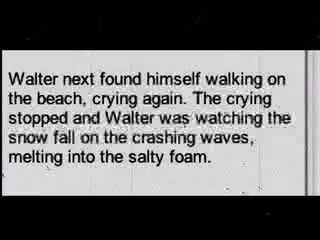 Walter next found himself walking on
the beach, crying again. The crying
stopped and Walter was watching the
snow fall on the crashing waves,
melting into the salty foam.